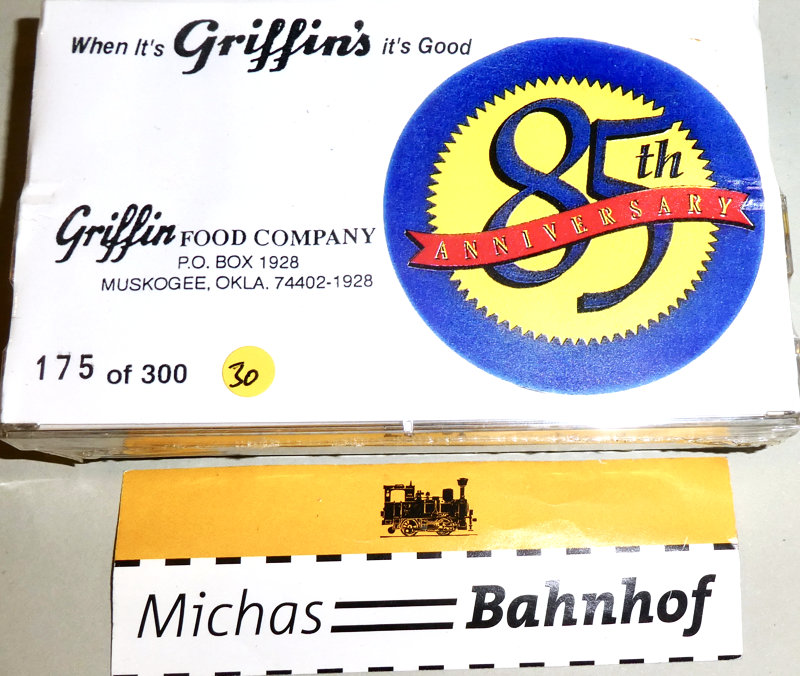 When It's Griffin's it's Good
85th
ANNIVERSARY
Griffin FOOD COMPANY
P.O. BOX 1928
MUSKOGEE, OKLA. 74402-1928
175 of 300
30
Michas Bahnhof